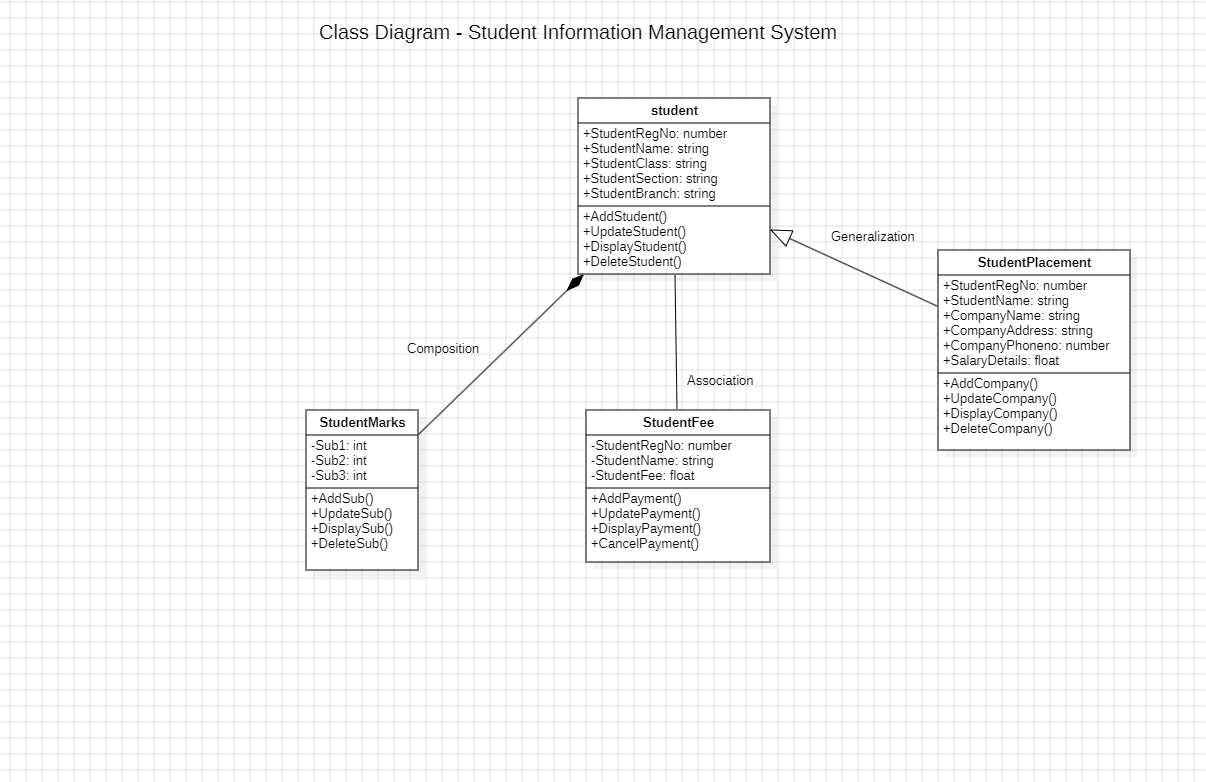 Class Diagram - Student Information Management System
student
+StudentRegNo: number
+StudentName: string
+StudentClass: string
+StudentSection: string
+StudentBranch: string
+AddStudent()
+UpdateStudent()
+DisplayStudent()
+DeleteStudent()
Generalization
StudentPlacement
+StudentRegNo: number
+StudentName: string
+CompanyName: string
+CompanyAddress: string
+CompanyPhoneno: number
+SalaryDetails: float
+AddCompany()
+UpdateCompany()
+DisplayCompany()
+DeleteCompany()
Composition
Association
StudentMarks
-Sub1: int
-Sub2: int
-Sub3: int
+AddSub()
+UpdateSub()
+DisplaySub()
+DeleteSub()
StudentFee
-StudentRegNo: number
-StudentName: string
-StudentFee: float
+AddPayment()
+UpdatePayment()
+DisplayPayment()
+CancelPayment()